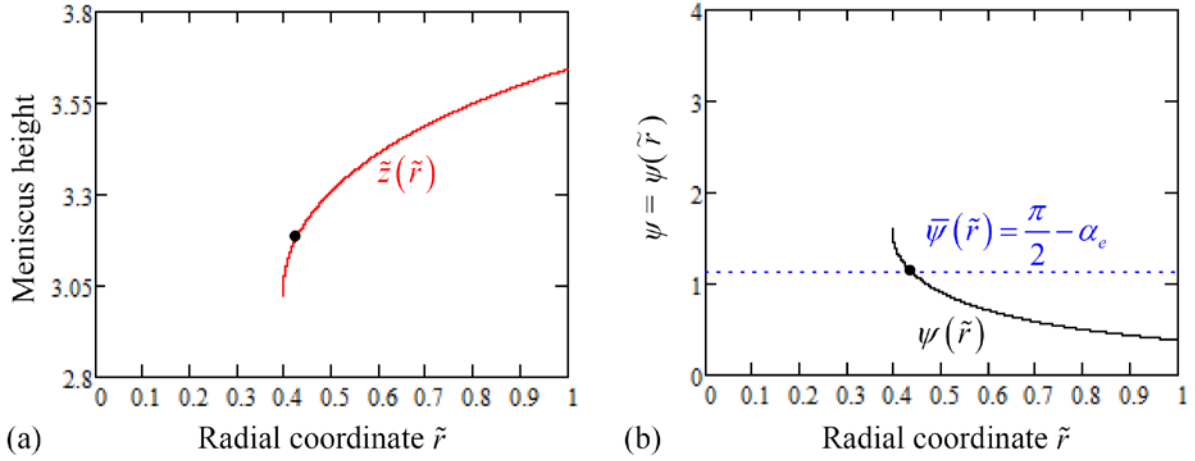 3.8
3.55
3.3
3.05
2.8
Meniscus height
z̃(r̃)
0 0.1 0.2 0.3 0.4 0.5 0.6 0.7 0.8 0.9 1
(a) Radial coordinate r̃
4
3
2
1
0
ψ = ψ(r̃)
ψ̄(r̃) = π/2 − αₑ
ψ(r̃)
0 0.1 0.2 0.3 0.4 0.5 0.6 0.7 0.8 0.9 1
(b) Radial coordinate r̃